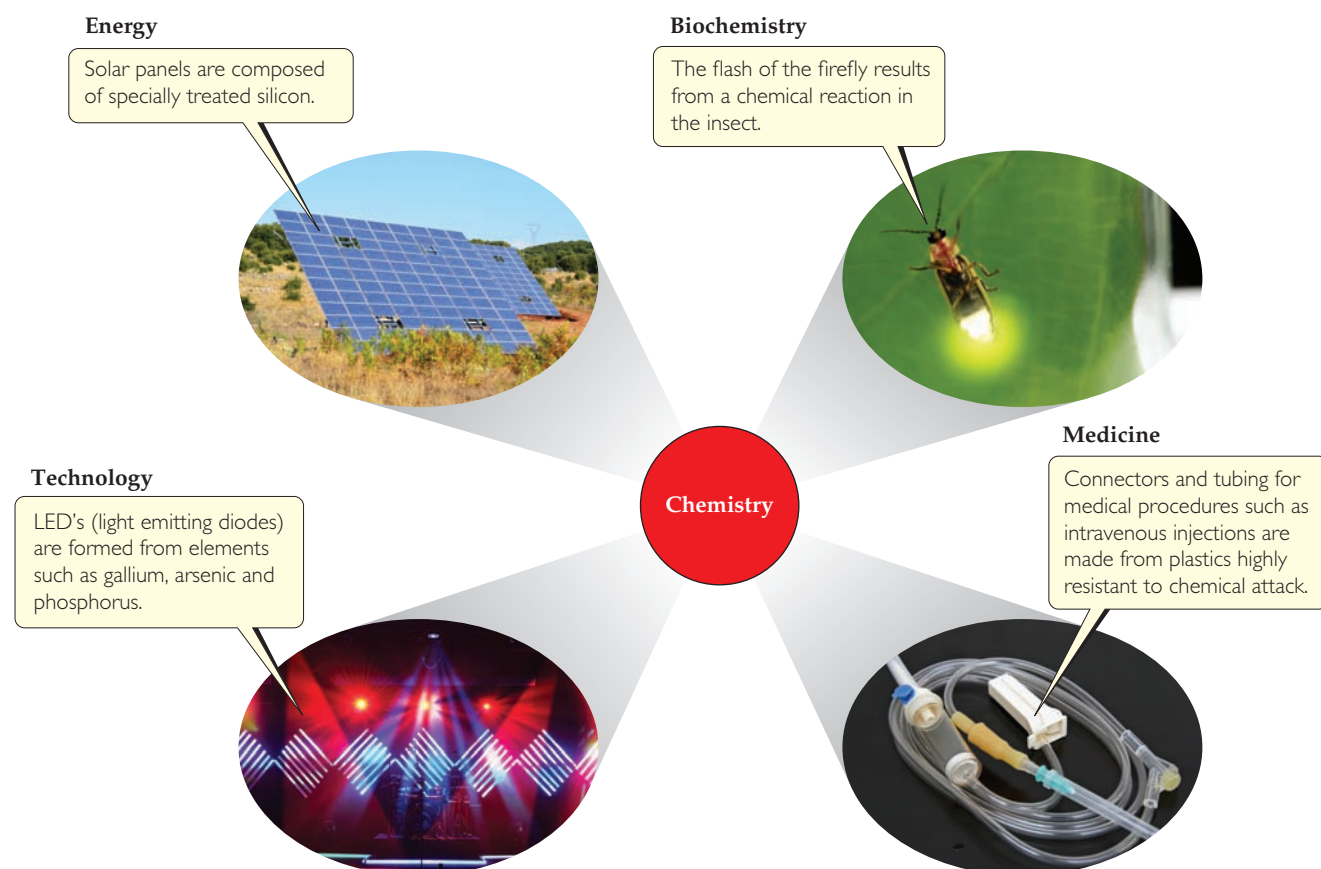 Energy
Solar panels are composed
of specially treated silicon.
Biochemistry
The flash of the firefly results
from a chemical reaction in
the insect.
Technology
LED's (light emitting diodes)
are formed from elements
such as gallium, arsenic and
phosphorus.
Chemistry
Medicine
Connectors and tubing for
medical procedures such as
intravenous injections are
made from plastics highly
resistant to chemical attack.